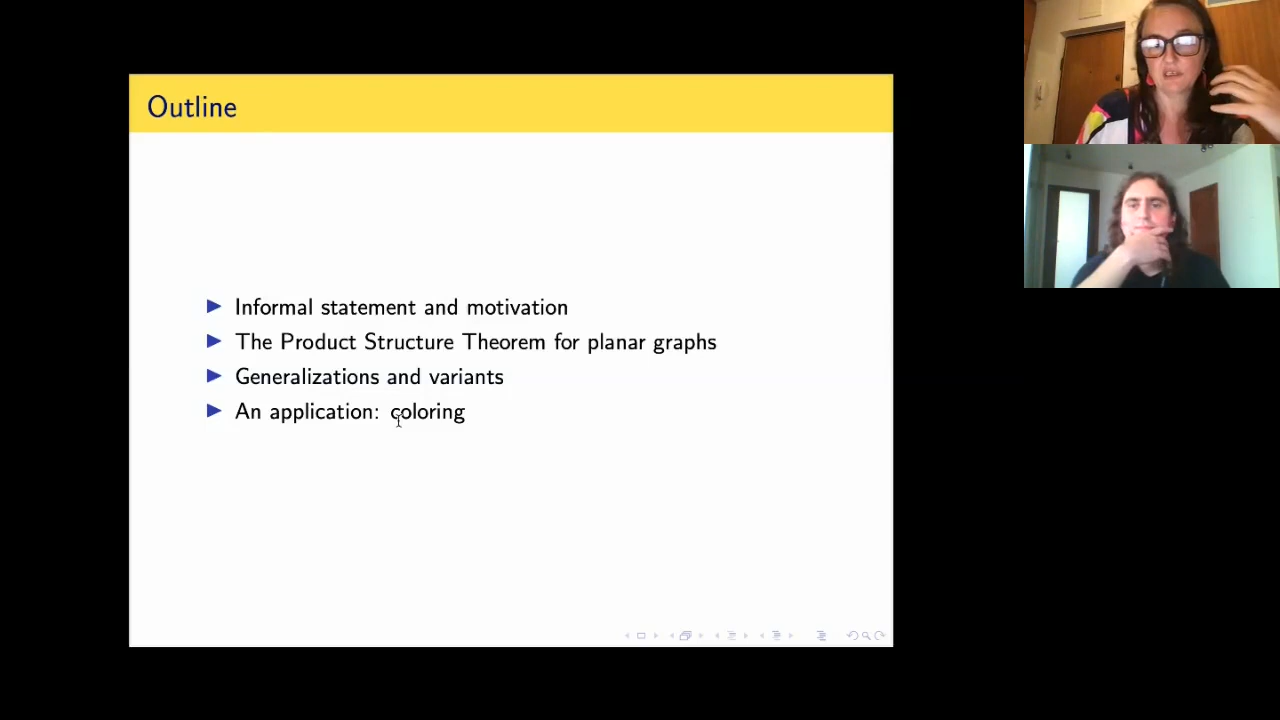 Outline
Informal statement and motivation
The Product Structure Theorem for planar graphs
Generalizations and variants
An application: coloring